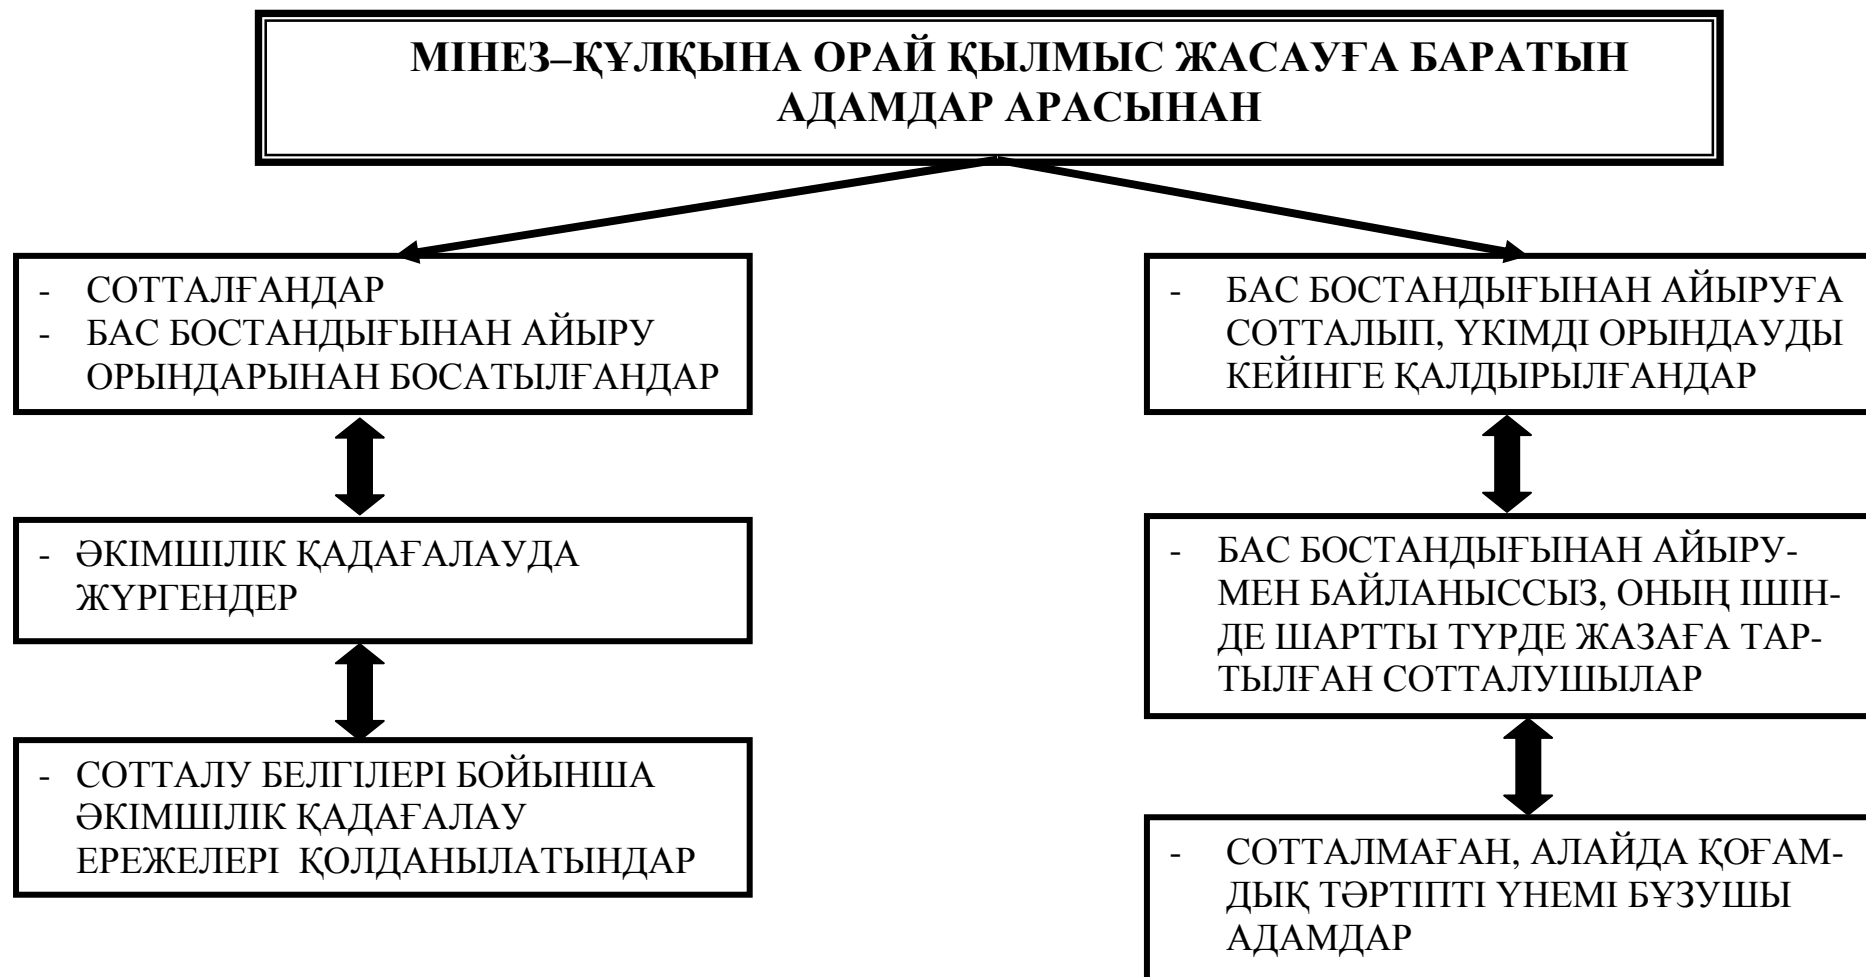 МІНЕЗ–ҚҰЛҚЫНА ОРАЙ ҚЫЛМЫС ЖАСАУҒА БАРАТЫН
АДАМДАР АРАСЫНАН
- СОТТАЛҒАНДАР
- БАС БОСТАНДЫҒЫНАН АЙЫРУ
ОРЫНДАРЫНАН БОСАТЫЛҒАНДАР
- ӘКІМШІЛІК ҚАДАҒАЛАУДА
ЖҮРГЕНДЕР
- СОТТАЛУ БЕЛГІЛЕРІ БОЙЫНША
ӘКІМШІЛІК ҚАДАҒАЛАУ
ЕРЕЖЕЛЕРІ ҚОЛДАНЫЛАТЫНДАР
- БАС БОСТАНДЫҒЫНАН АЙЫРУҒА
СОТТАЛЫП, ҮКІМДІ ОРЫНДАУДЫ
КЕЙІНГЕ ҚАЛДЫРЫЛҒАНДАР
- БАС БОСТАНДЫҒЫНАН АЙЫРУ-
МЕН БАЙЛАНЫССЫЗ, ОНЫҢ ІШІН-
ДЕ ШАРТТЫ ТҮРДЕ ЖАЗАҒА ТАР-
ТЫЛҒАН СОТТАЛУШЫЛАР
- СОТТАЛМАҒАН, АЛАЙДА ҚОҒАМ-
ДЫҚ ТӘРТІПТІ ҮНЕМІ БҰЗУШЫ
АДАМДАР